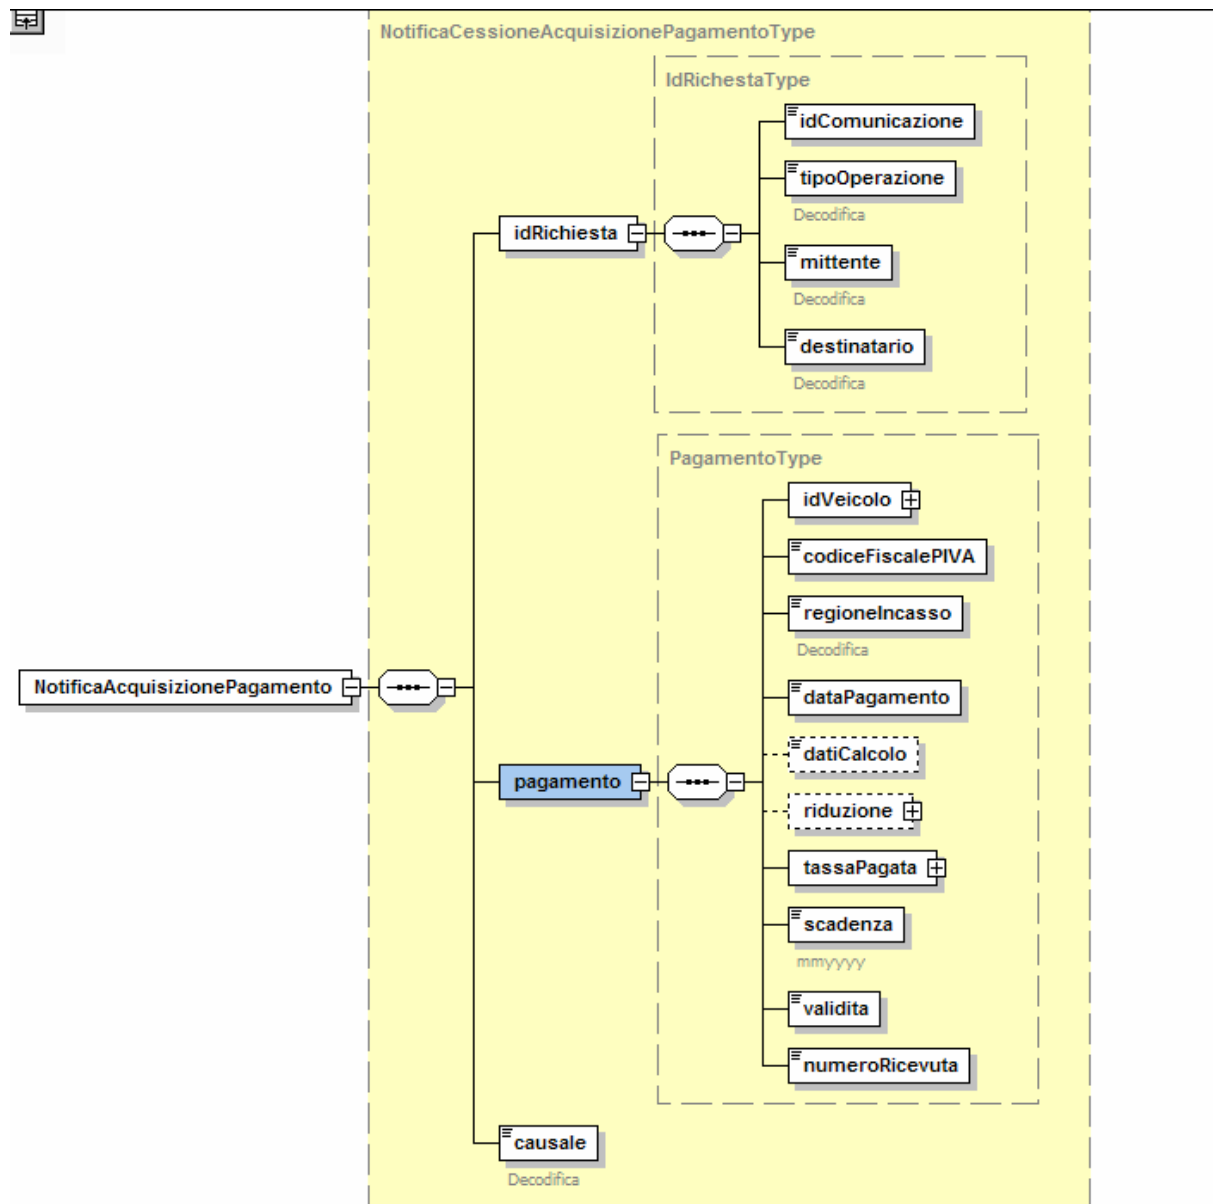 NotificaCessioneAcquisizionePagamentoType
IdRichestaType
idComunicazione
tipoOperazione
Decodifica
idRichiesta
mittente
Decodifica
destinatario
Decodifica
PagamentoType
idVeicolo
codiceFiscalePIVA
regioneIncasso
Decodifica
NotificaAcquisizionePagamento
dataPagamento
datiCalcolo
pagamento
riduzione
tassaPagata
scadenza
mmyyyy
validita
numeroRicevuta
causale
Decodifica